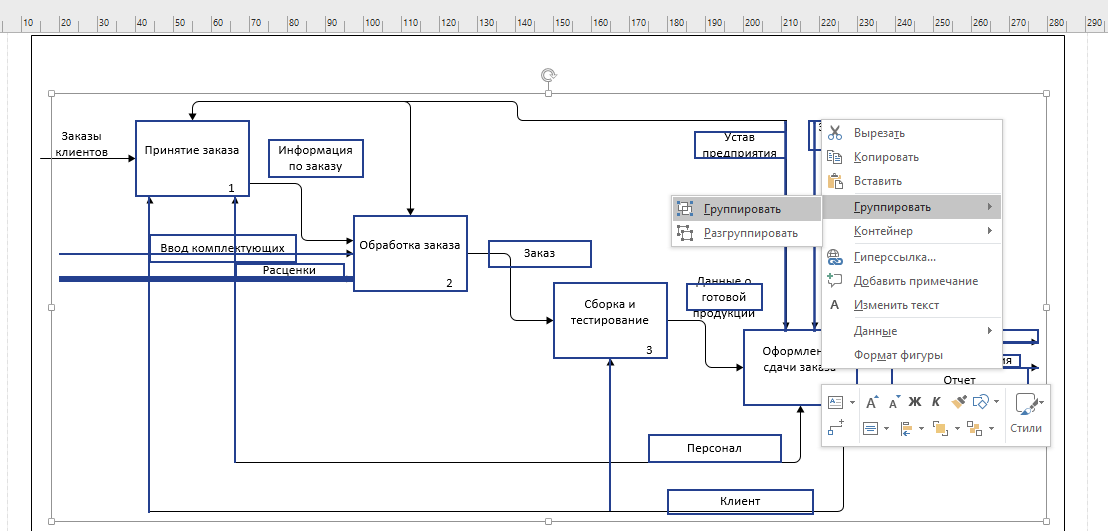 10 20 30 40 50 60 70 80 90 100 110 120 130 140 150 160 170 180 190 200 210 220 230 240 250 260 270 280 290
Заказы
клиентов
Принятие заказа
1
Информация
по заказу
Устав
предприятия
Вырезать
Копировать
Вставить
Группировать
Контейнер
Гиперссылка...
Добавить примечание
Изменить текст
Данные
Формат фигуры
Группировать
Разгруппировать
Ввод комплектующих
Расценки
Обработка заказа
2
Заказ
Сборка и
тестирование
3
Данные о
готовой
продукции
сдачи заказа
Отчет
Ж К
Стили
Персонал
Клиент